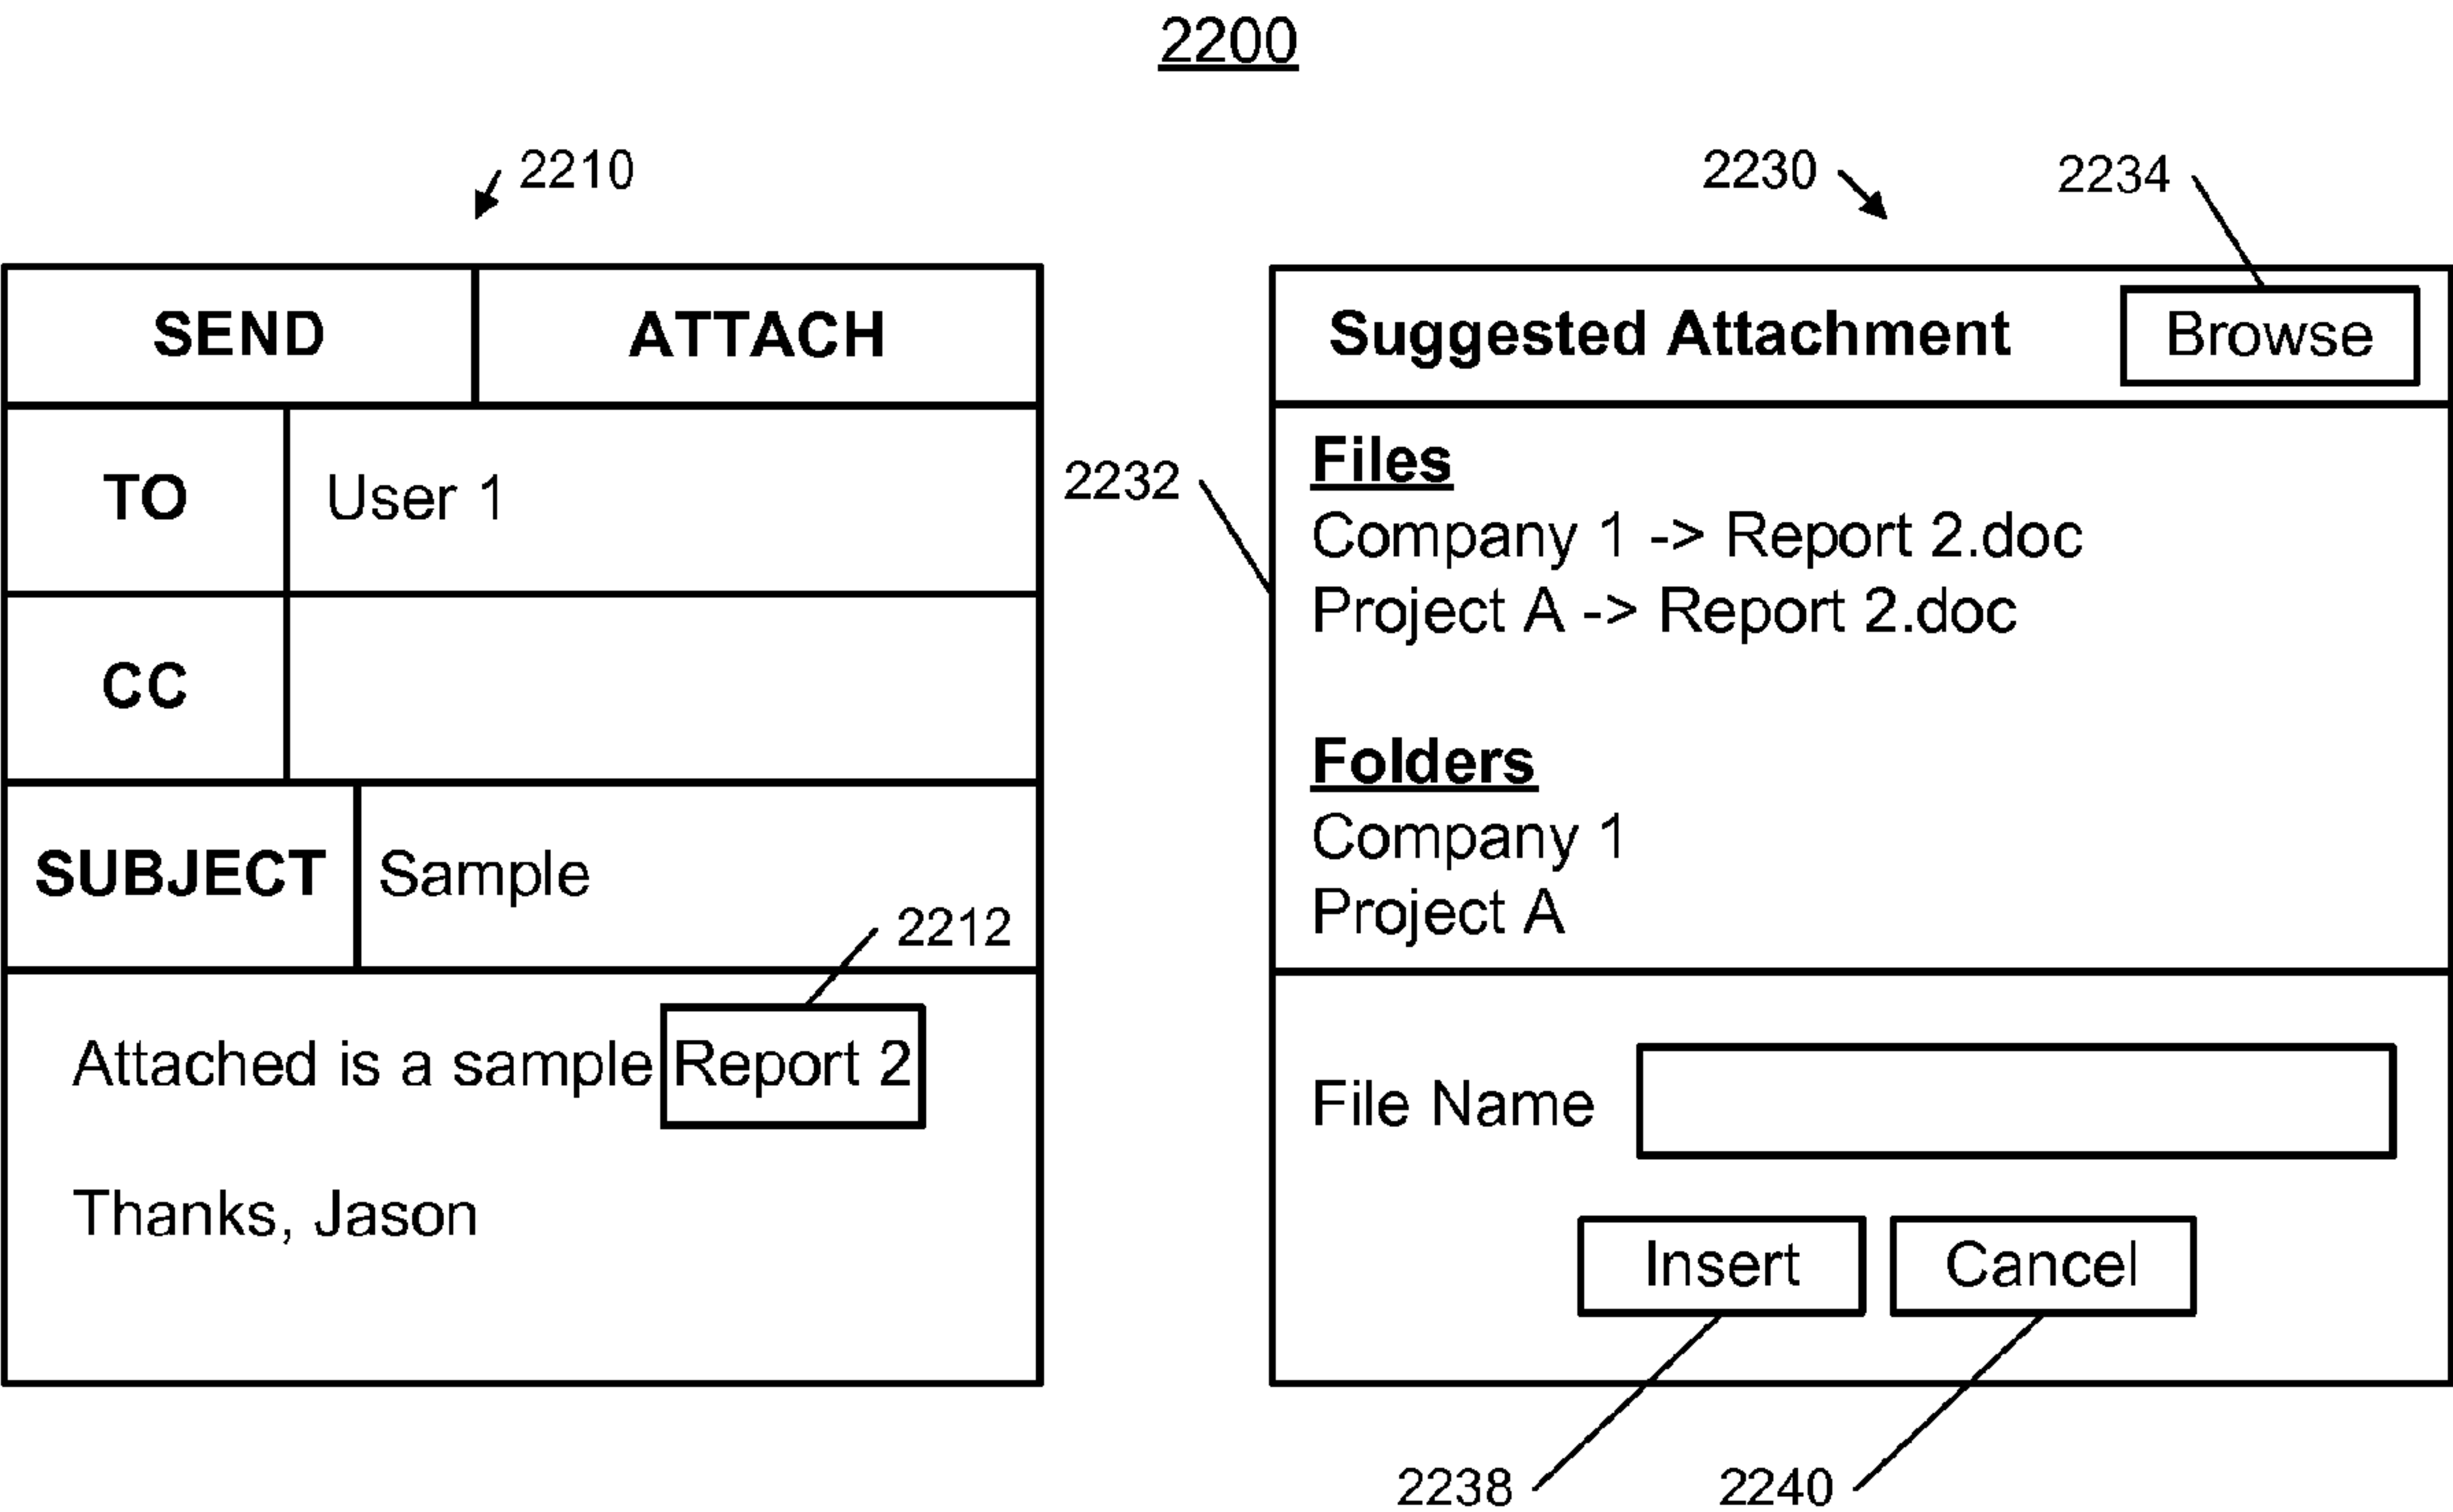 2200
2210
SEND ATTACH
TO User 1
CC
SUBJECT Sample
2212
Attached is a sample Report 2
Thanks, Jason
2230
2234
Suggested Attachment Browse
2232
Files
Company 1 -> Report 2.doc
Project A -> Report 2.doc
Folders
Company 1
Project A
File Name
Insert Cancel
2238 2240